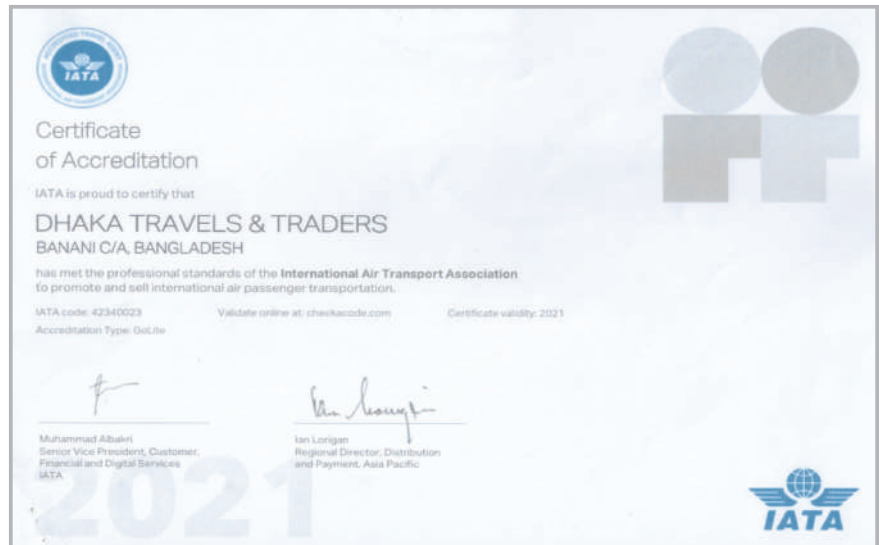 IATA
Certificate
of Accreditation
IATA is proud to certify that
DHAKA TRAVELS & TRADERS
BANANI C/A, BANGLADESH
has met the professional standards of the International Air Transport Association
to promote and sell international air passenger transportation.
IATA code: 42340023 Validate online at: checkacode.com Certificate validity: 2021
Accreditation Type: GoLite
Muhammad Albakri
Senior Vice President, Customer,
Financial and Digital Services
IATA
Ian Lorigan
Regional Director, Distribution
and Payment, Asia Pacific
2021
IATA